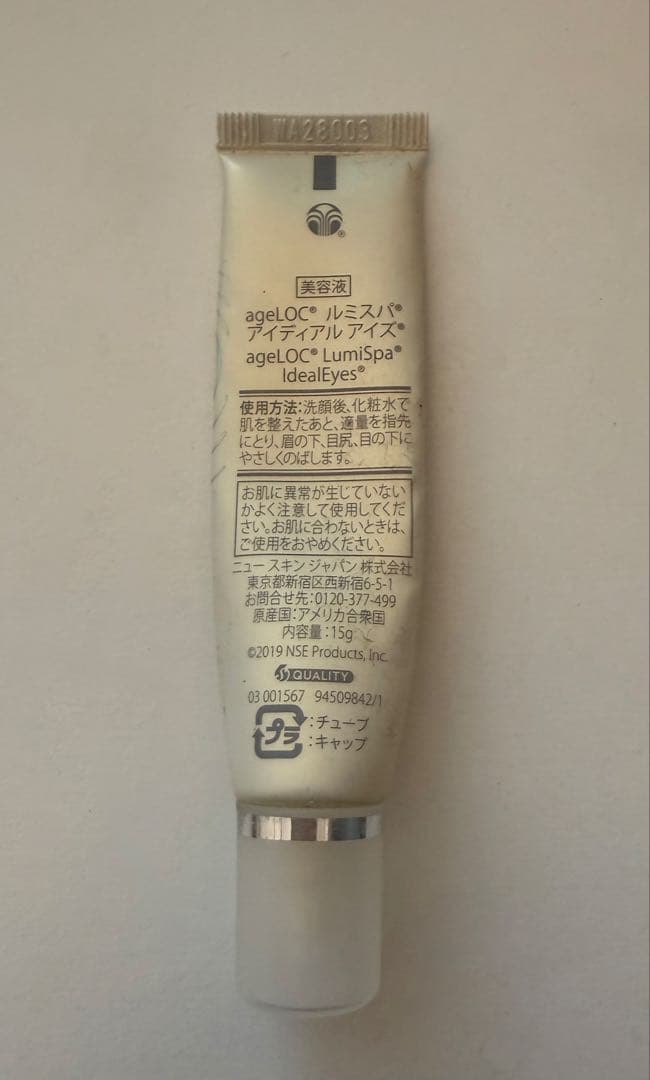 WA28003
美容液
ageLOC® ルミスパ®
アイディアル アイズ®
ageLOC® LumiSpa®
IdealEyes®
使用方法：洗顔後、化粧水で
肌を整えたあと、適量を指先
にとり、眉の下、目尻、目の下に
やさしくのばします。
お肌に異常が生じていない
かよく注意して使用してくだ
さい。お肌に合わないときは、
ご使用をおやめください。
ニュー スキン ジャパン 株式会社
東京都新宿区西新宿6-5-1
お問合せ先：0120-377-499
原産国：アメリカ合衆国
内容量：15g
©2019 NSE Products, Inc.
QUALITY
03 001567 94509842/1
プラ ：チューブ
：キャップ